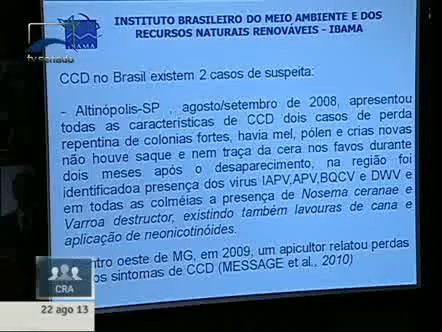 INSTITUTO BRASILEIRO DO MEIO AMBIENTE E DOS
RECURSOS NATURAIS RENOVÁVEIS - IBAMA
IBAMA
tv senado
CCD no Brasil existem 2 casos de suspeita:
– Altinópolis-SP , agosto/setembro de 2008, apresentou
todas as características de CCD dois casos de perda
repentina de colonias fortes, havia mel, pólen e crias novas
não houve saque e nem traça da cera nos favos durante
dois meses após o desaparecimento, na região foi
identificadoa presença dos vírus IAPV,APV,BQCV e DWV e
em todas as colméias a presença de Nosema ceranae e
Varroa destructor, existindo também lavouras de cana e
aplicação de neonicotinóides.
entro oeste de MG, em 2009, um apicultor relatou perdas
os sintomas de CCD (MESSAGE et al., 2010)
CRA
22 ago 13